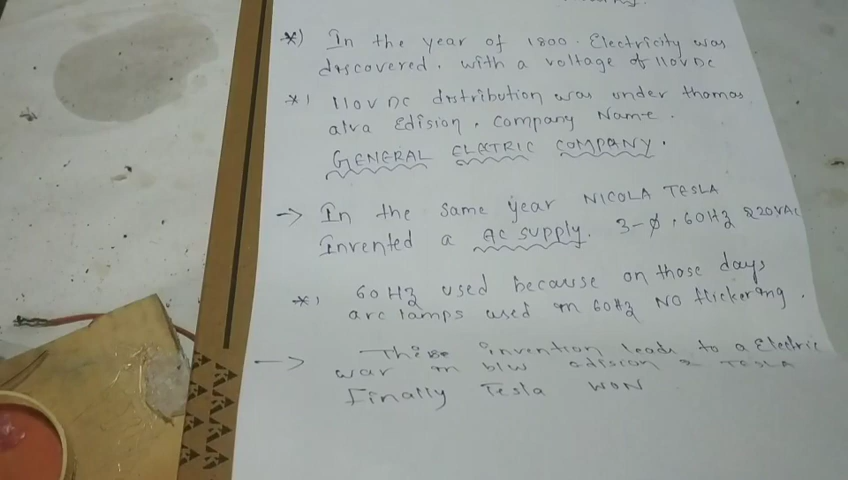 *) In the year of 1800. Electricity was
discovered. with a voltage of 110V DC
*) 110V DC distribution was under thomas
alva Edision. Company Name.
GENERAL ELECTRIC COMPANY.
→ In the same year NICOLA TESLA
Invented a AC SUPPLY. 3-φ, 60Hz 220VAC
*) 60Hz used because on those days
arc lamps used in 60Hz NO flickering.
→ These invention leads to a Electric
war in b/w edision & TESLA
Finally Tesla WON